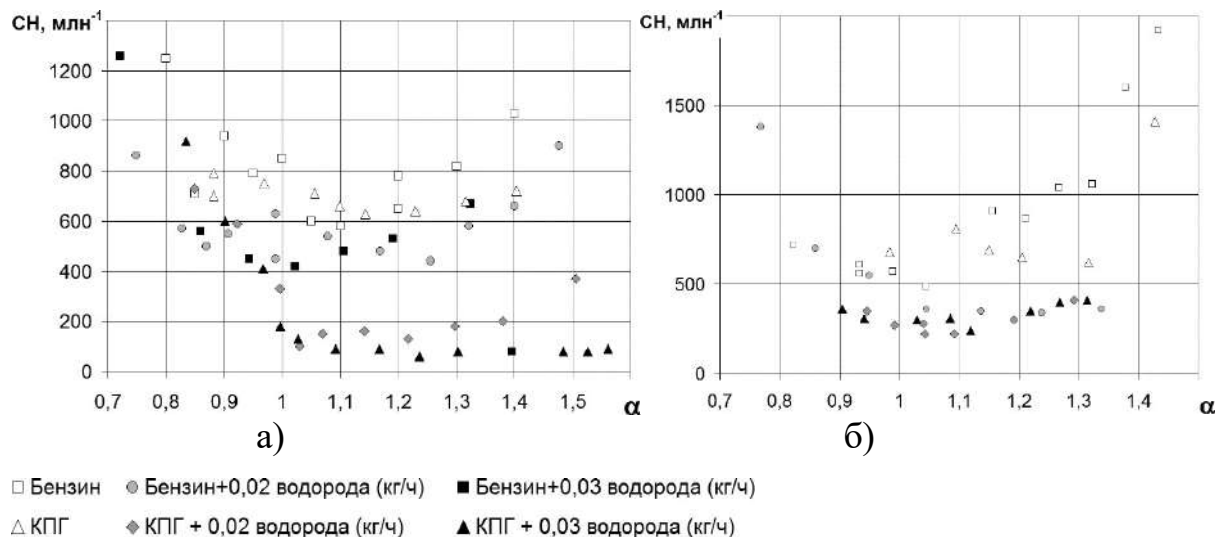 СН, млн⁻¹
1200
1000
800
600
400
200
0
0,7 0,8 0,9 1 1,1 1,2 1,3 1,4 1,5 α
а)
СН, млн⁻¹
1500
1000
500
0
0,7 0,8 0,9 1 1,1 1,2 1,3 1,4 α
б)
Бензин Бензин+0,02 водорода (кг/ч) Бензин+0,03 водорода (кг/ч)
КПГ КПГ + 0,02 водорода (кг/ч) КПГ + 0,03 водорода (кг/ч)